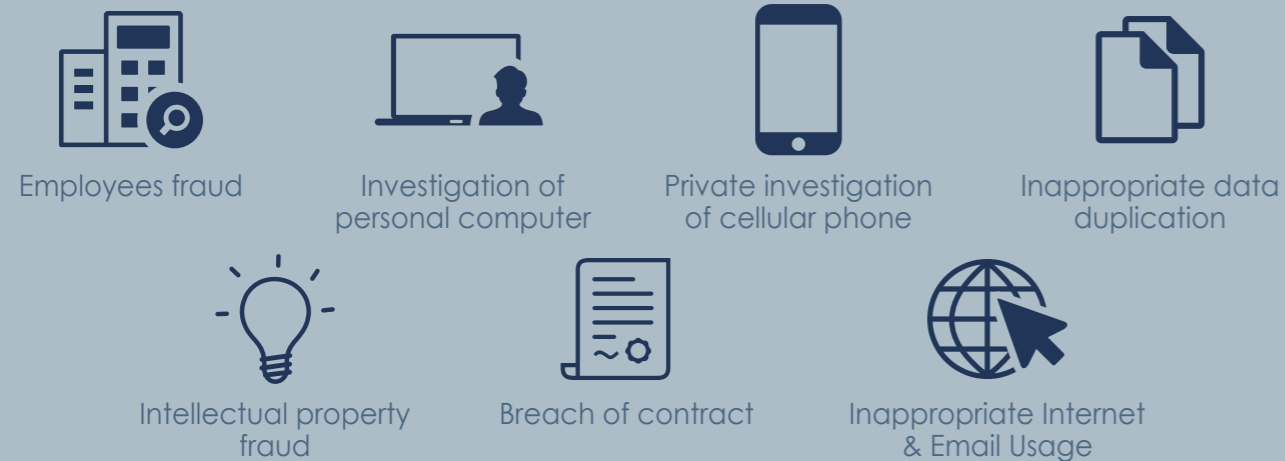 Employees fraud
Investigation of
personal computer
Private investigation
of cellular phone
Inappropriate data
duplication
Intellectual property
fraud
Breach of contract
Inappropriate Internet
& Email Usage